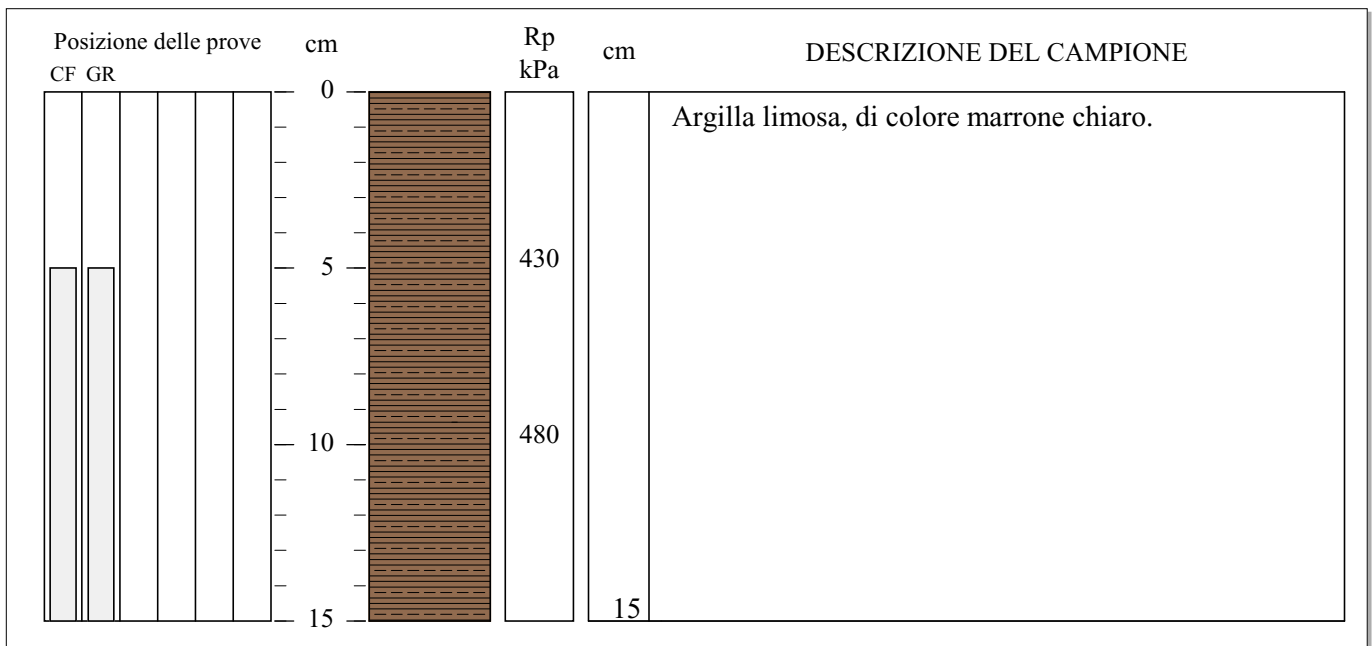 Posizione delle prove
cm
Rp
kPa
cm
DESCRIZIONE DEL CAMPIONE
CF GR
0
Argilla limosa, di colore marrone chiaro.
5
430
10
480
15
15